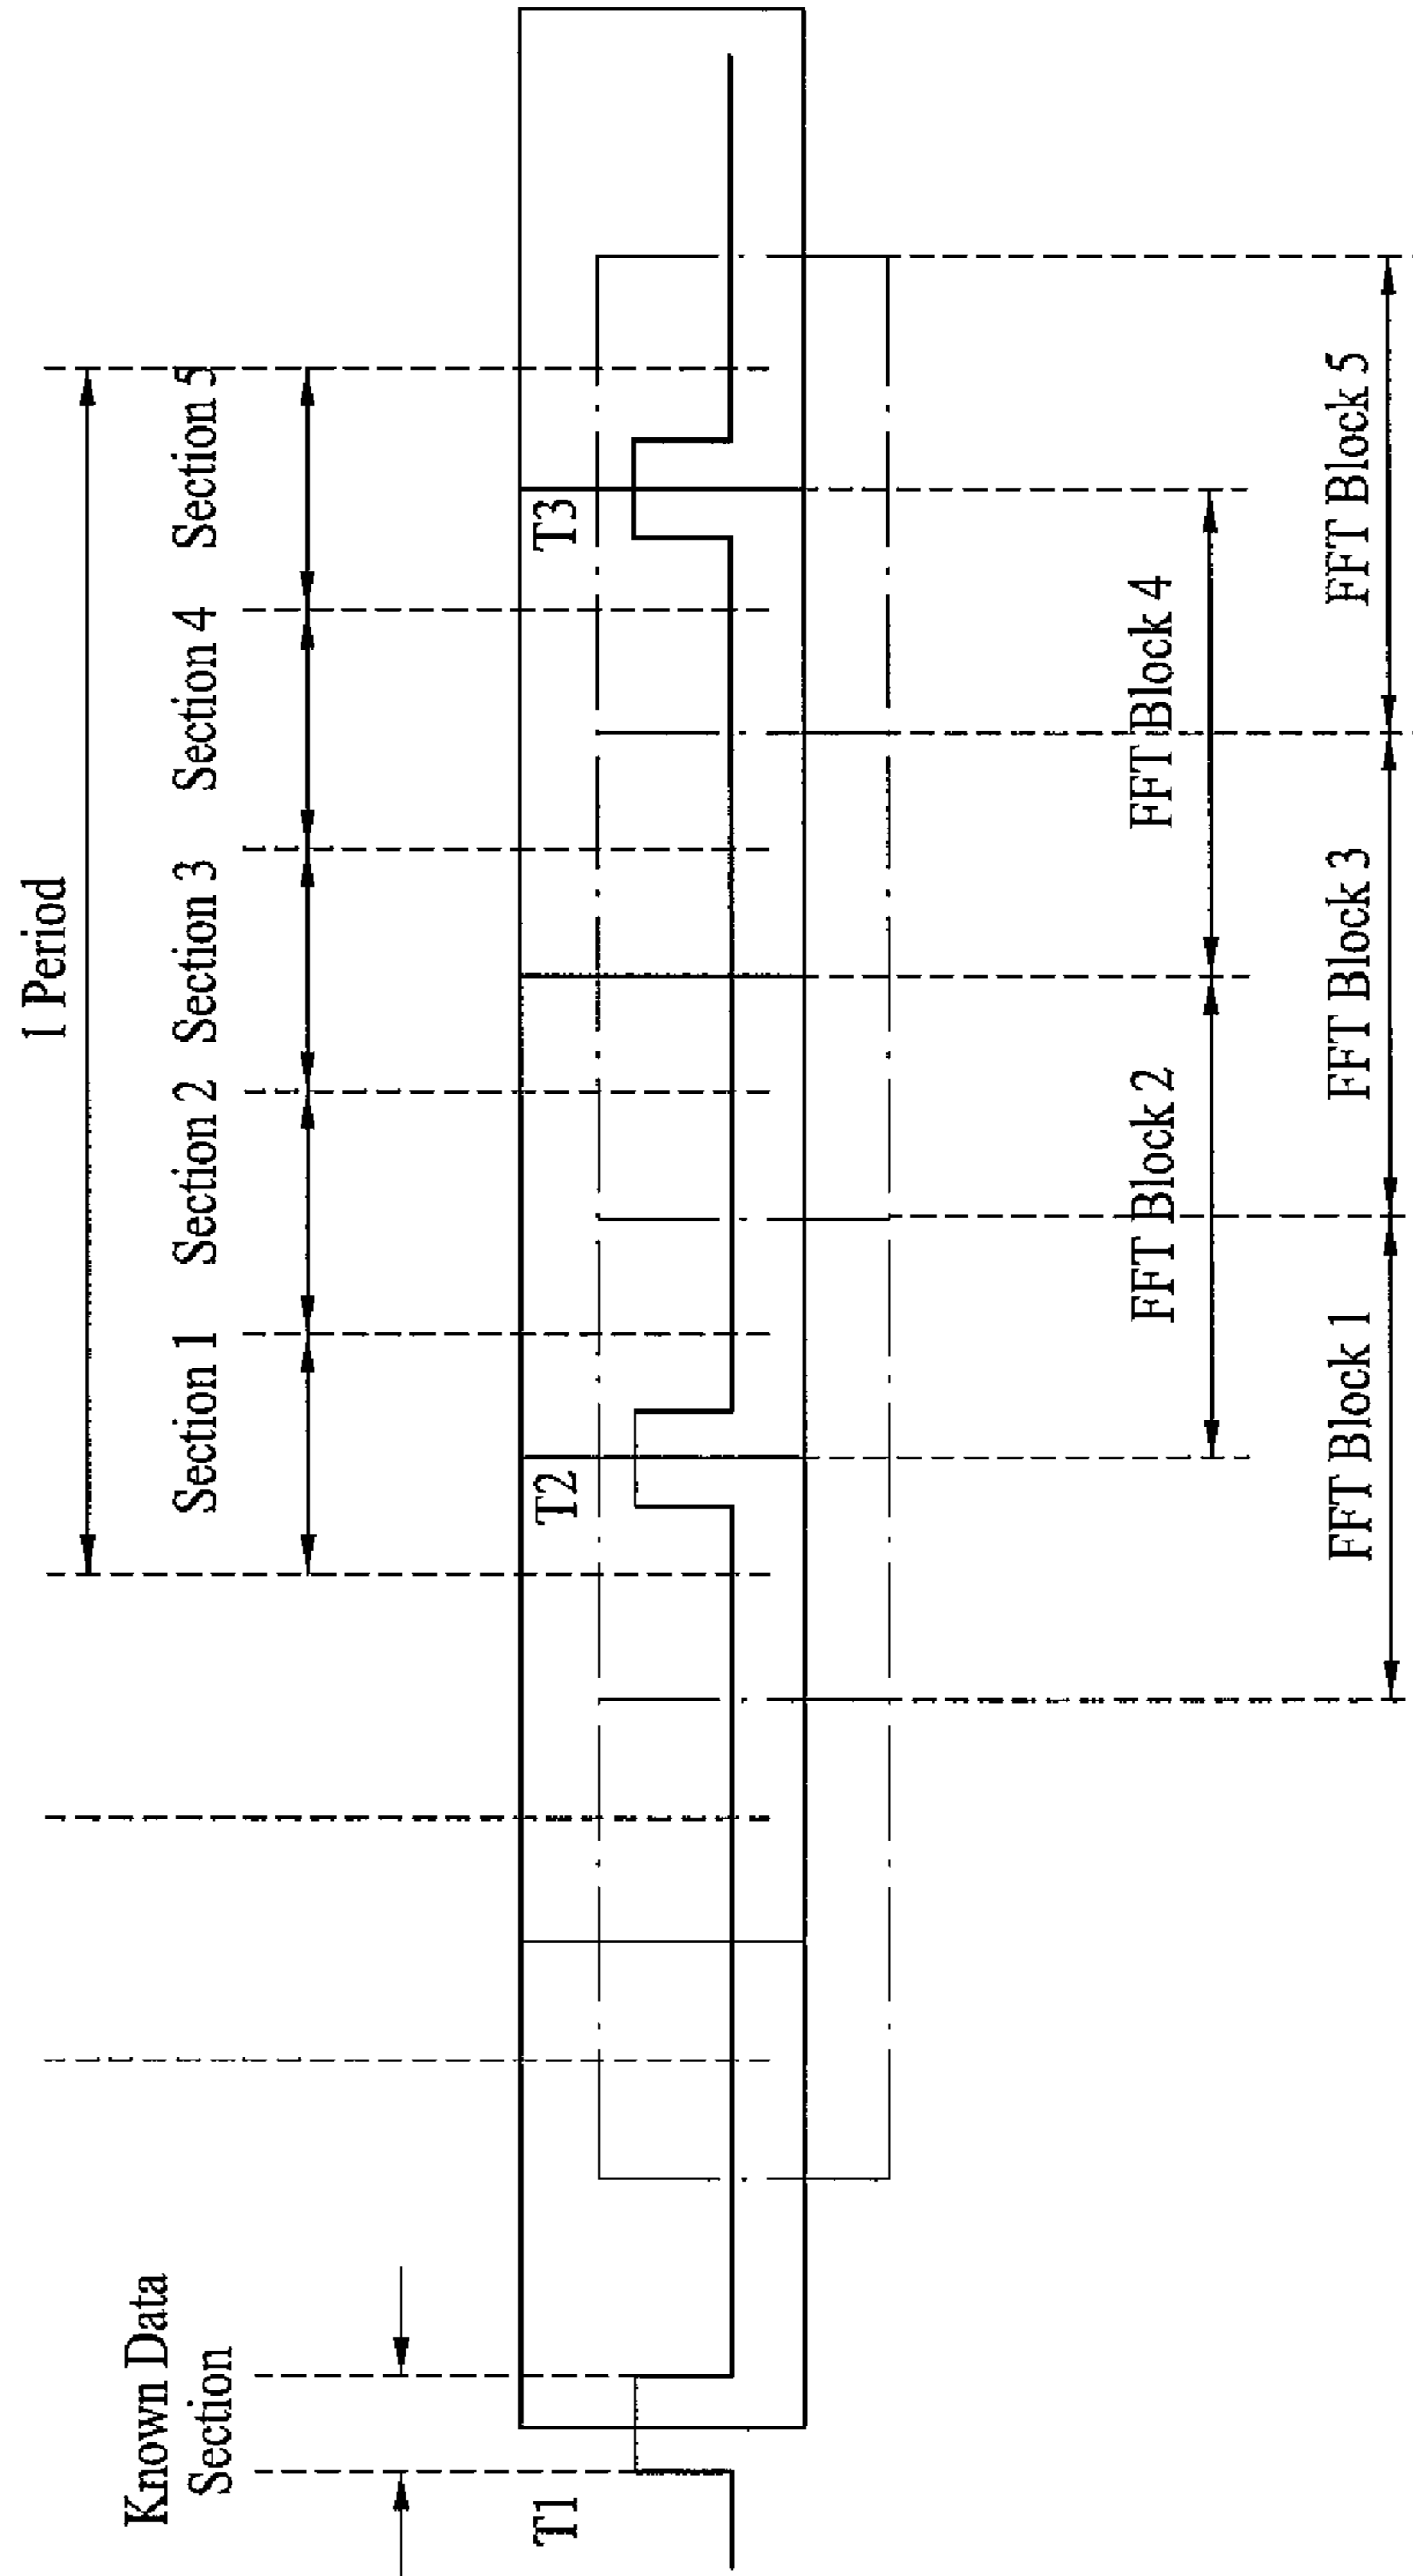 1 Period
Known Data
Section
Section 1
Section 2
Section 3
Section 4
Section 5
T1
T2
T3
FFT Block 2
FFT Block 4
FFT Block 1
FFT Block 3
FFT Block 5